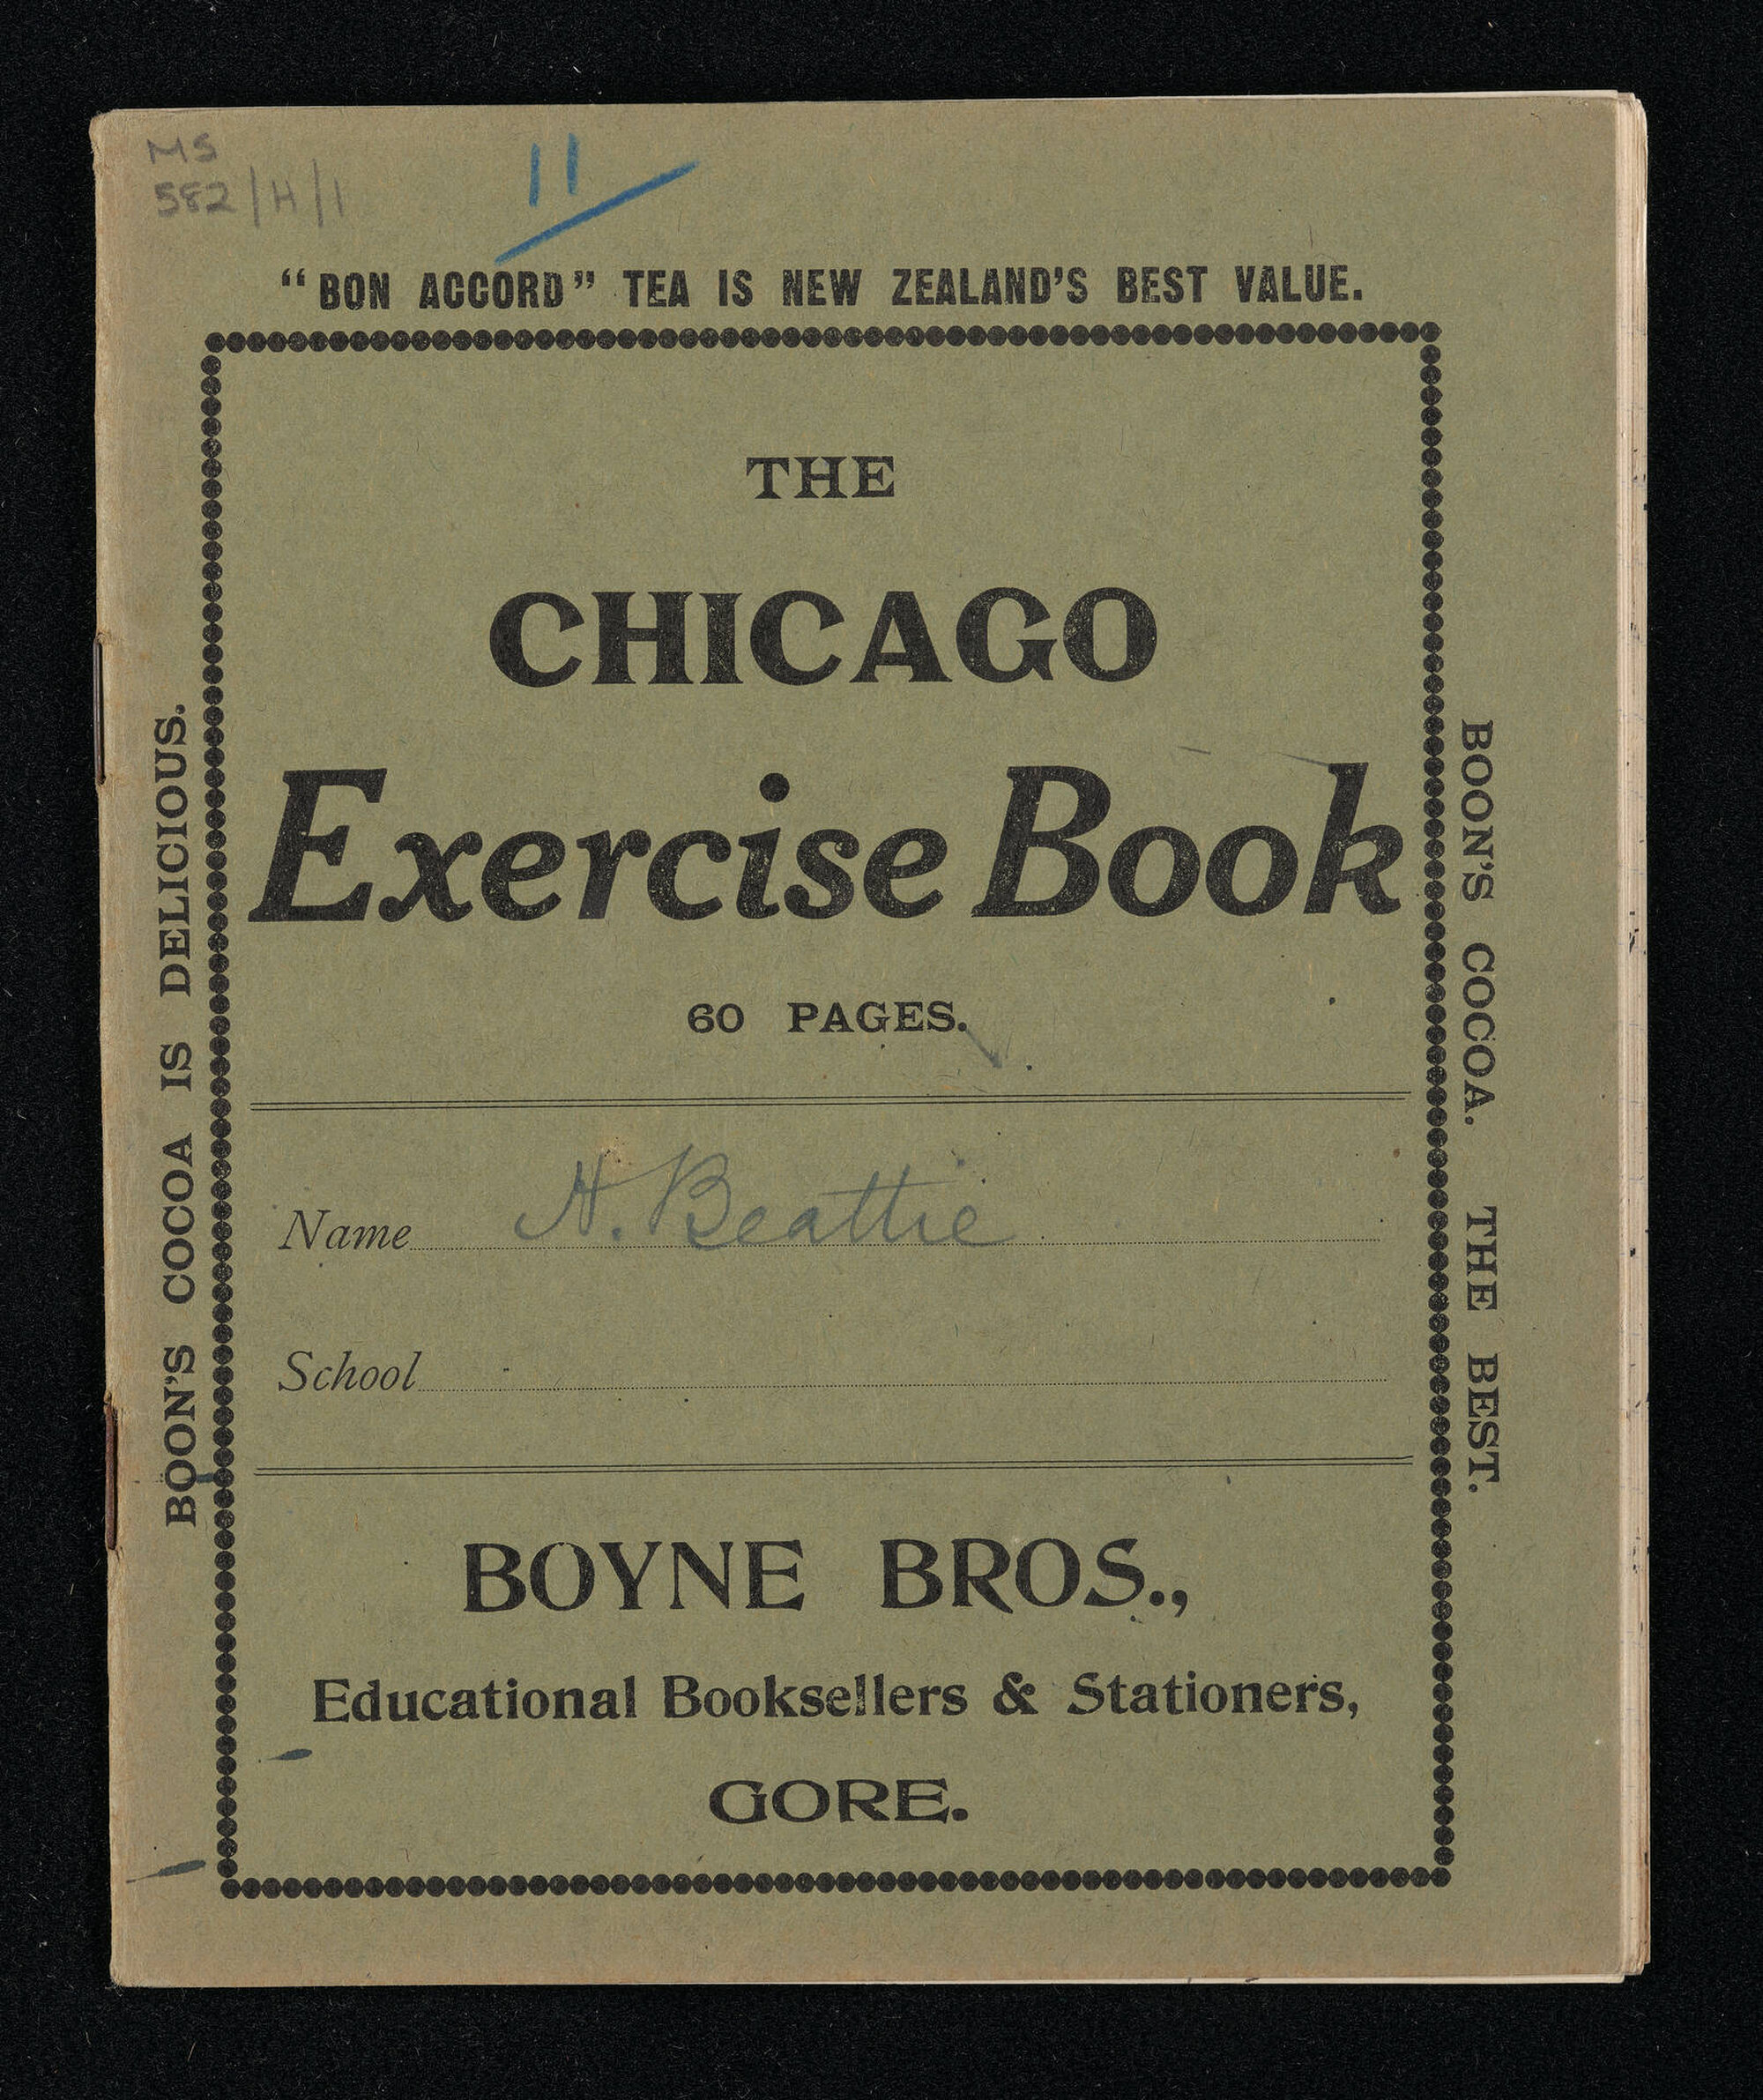 MS
582/H/1
11
"BON ACCORD" TEA IS NEW ZEALAND'S BEST VALUE.
BOON'S COCOA IS DELICIOUS.
THE
CHICAGO
Exercise Book
60 PAGES.
Name H. Beattie
School
BOYNE BROS.,
Educational Booksellers & Stationers,
GORE.
BOON'S COCOA. THE BEST.